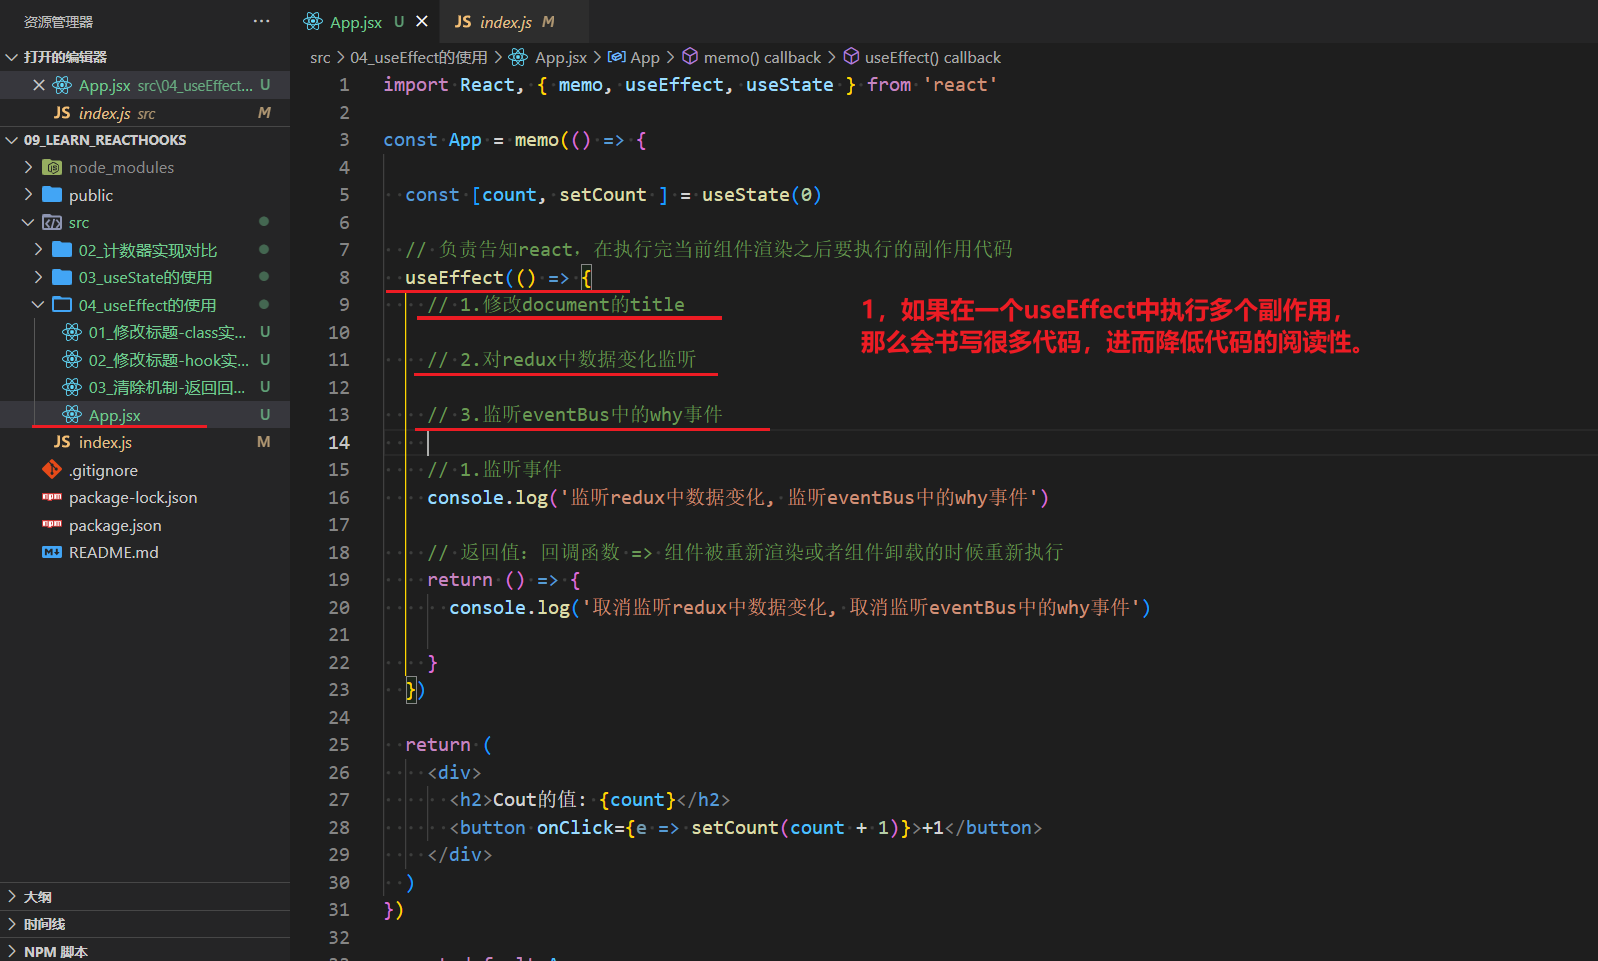 资源管理器 ...
打开的编辑器
App.jsx src\04_useEffect... U
JS index.js src M
09_LEARN_REACTHOOKS
node_modules
public
src
02_计数器实现对比
03_useState的使用
04_useEffect的使用
01_修改标题-class实... U
02_修改标题-hook实... U
03_清除机制-返回回... U
App.jsx U
JS index.js M
.gitignore
package-lock.json
package.json
README.md
大纲
时间线
NPM 脚本
App.jsx U JS index.js M
src > 04_useEffect的使用 > App.jsx > App > memo() callback > useEffect() callback
1 import React, { memo, useEffect, useState } from 'react'
2
3 const App = memo(() => {
4
5 const [count, setCount ] = useState(0)
6
7 // 负责告知react, 在执行完当前组件渲染之后要执行的副作用代码
8 useEffect(() => {
9 // 1.修改document的title
10
11 // 2.对redux中数据变化监听
12
13 // 3.监听eventBus中的why事件
14
15 // 1.监听事件
16 console.log('监听redux中数据变化, 监听eventBus中的why事件')
17
18 // 返回值: 回调函数 => 组件被重新渲染或者组件卸载的时候重新执行
19 return () => {
20 console.log('取消监听redux中数据变化, 取消监听eventBus中的why事件')
21
22 }
23 })
24
25 return (
26 <div>
27 <h2>Cout的值: {count}</h2>
28 <button onClick={e => setCount(count + 1)}>+1</button>
29 </div>
30 )
31 })
32
1，如果在一个useEffect中执行多个副作用，
那么会书写很多代码，进而降低代码的阅读性。